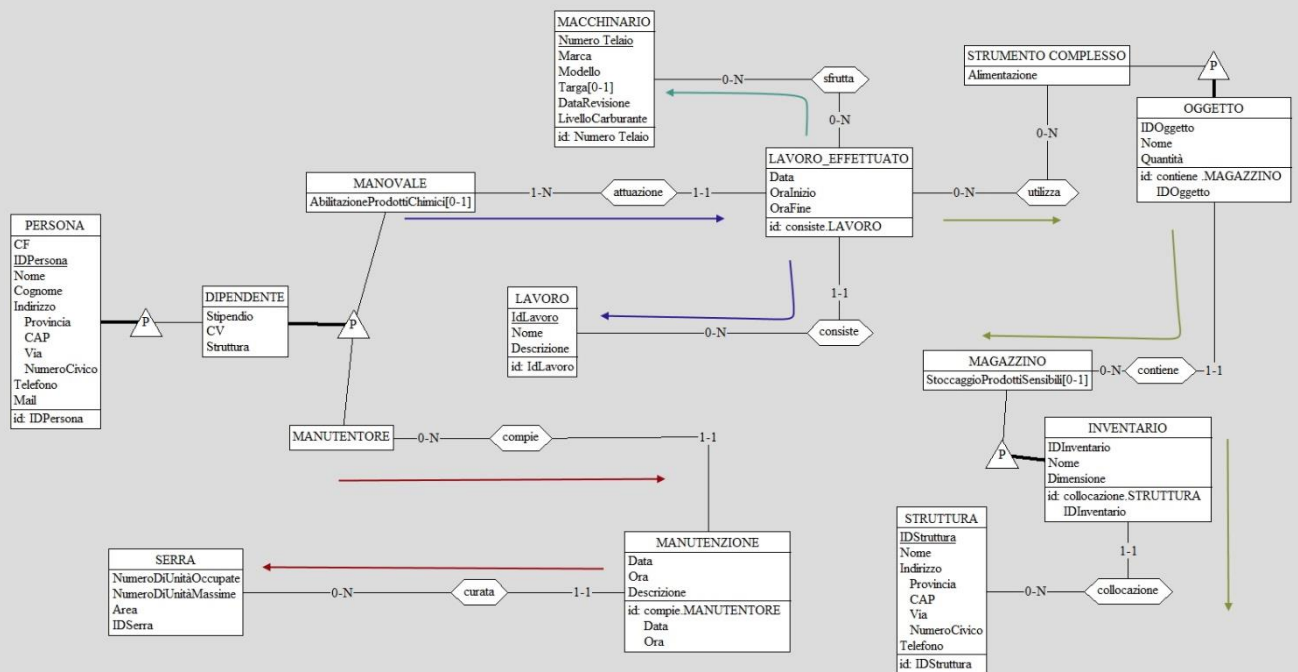 MACCHINARIO
Numero Telaio
Marca
Modello
Targa[0-1]
DataRevisione
LivelloCarburante
id: Numero Telaio
0-N
sfrutta
0-N
STRUMENTO COMPLESSO
Alimentazione
P
0-N
OGGETTO
IDOggetto
Nome
Quantità
id: contiene .MAGAZZINO
IDOggetto
MANOVALE
AbilitazioneProdottiChimici[0-1]
1-N
attuazione
1-1
LAVORO_EFFETTUATO
Data
OraInizio
OraFine
id: consiste.LAVORO
0-N
utilizza
PERSONA
CF
IDPersona
Nome
Cognome
Indirizzo
Provincia
CAP
Via
NumeroCivico
Telefono
Mail
id: IDPersona
P
DIPENDENTE
Stipendio
CV
Struttura
P
LAVORO
IdLavoro
Nome
Descrizione
id: IdLavoro
0-N
consiste
1-1
MAGAZZINO
StoccaggioProdottiSensibili[0-1]
0-N
contiene
1-1
MANUTENTORE
0-N
compie
1-1
P
INVENTARIO
IDInventario
Nome
Dimensione
id: collocazione.STRUTTURA
IDInventario
1-1
collocazione
0-N
STRUTTURA
IDStruttura
Nome
Indirizzo
Provincia
CAP
Via
NumeroCivico
Telefono
id: IDStruttura
SERRA
NumeroDiUnitàOccupate
NumeroDiUnitàMassime
Area
IDSerra
0-N
curata
1-1
MANUTENZIONE
Data
Ora
Descrizione
id: compie.MANUTENTORE
Data
Ora